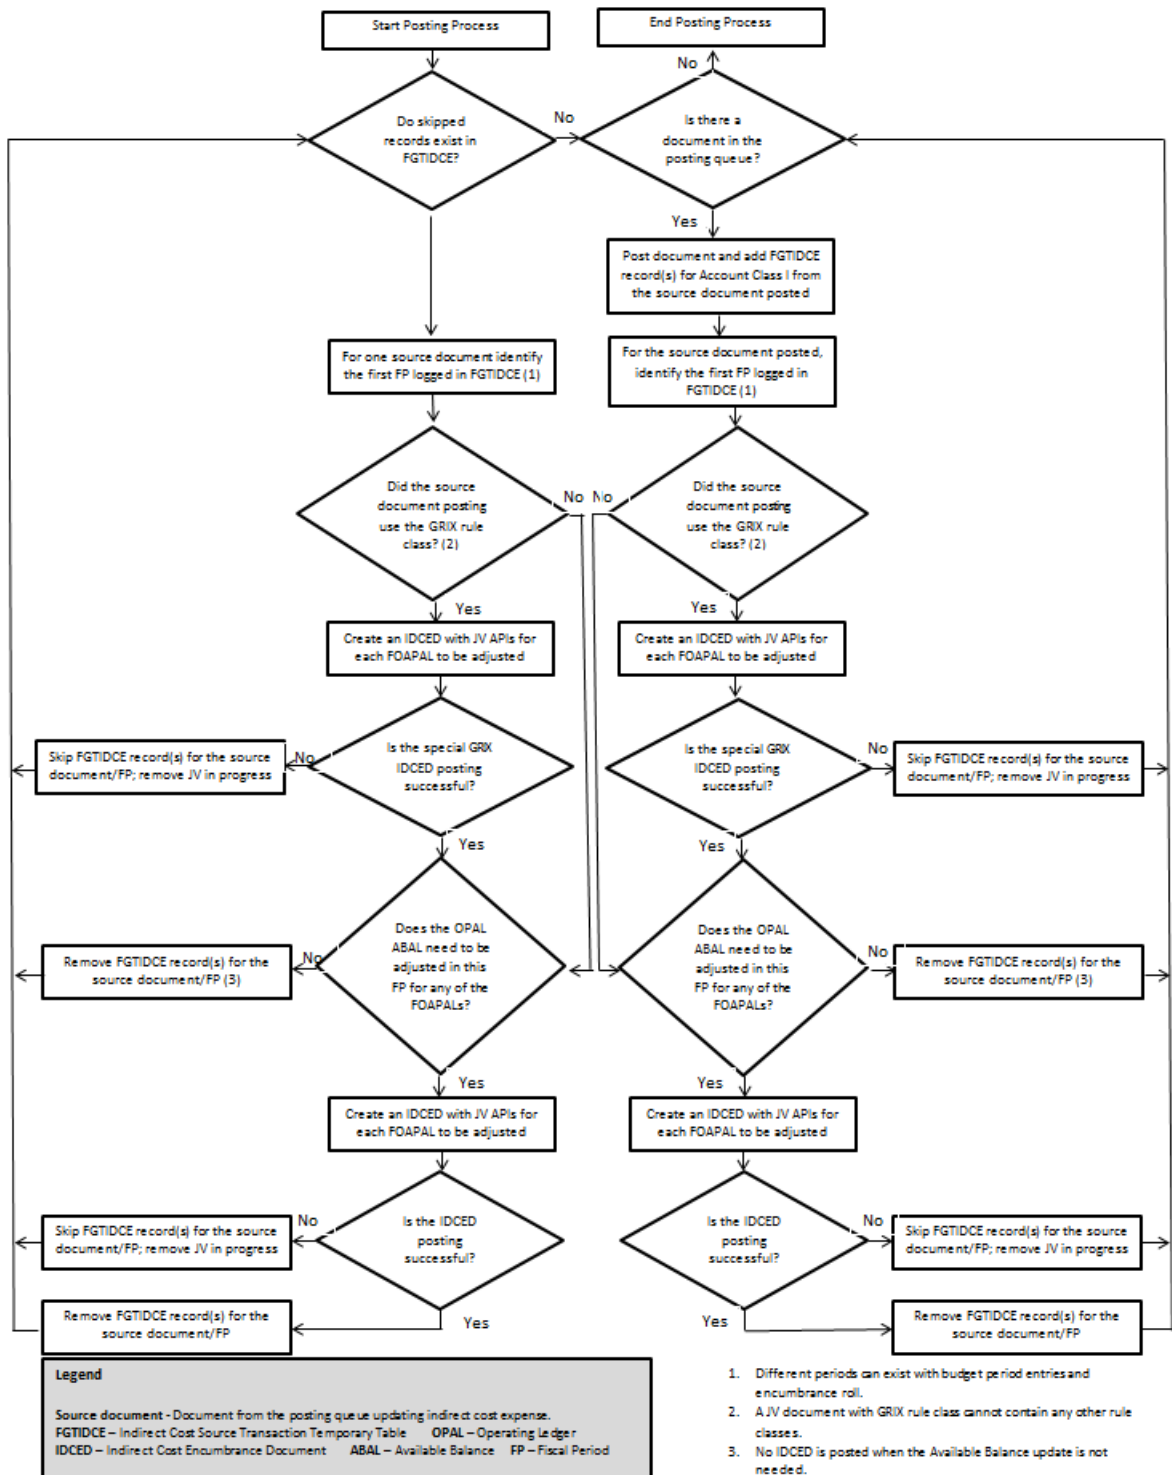 Start Posting Process
End Posting Process
No
Do skipped
records exist in
FGTIDCE?
No
Is there a
document in the
posting queue?
Yes
Post document and add FGTIDCE
record(s) for Account Class I from
the source document posted
For one source document identify
the first FP logged in FGTIDCE (1)
For the source document posted,
identify the first FP logged in
FGTIDCE (1)
Did the source
document posting
use the GRIX rule
class? (2)
No
No
Did the source
document posting
use the GRIX rule
class? (2)
Yes
Yes
Create an IDCED with JV APIs for
each FOAPAL to be adjusted
Create an IDCED with JV APIs for
each FOAPAL to be adjusted
Skip FGTIDCE record(s) for the source
document/FP; remove JV in progress
No
Is the special GRIX
IDCED posting
successful?
Is the special GRIX
IDCED posting
successful?
No
Skip FGTIDCE record(s) for the source
document/FP; remove JV in progress
Yes
Yes
Remove FGTIDCE record(s) for the
source document/FP (3)
No
Does the OPAL
ABAL need to be
adjusted in this
FP for any of the
FOAPALs?
Does the OPAL
ABAL need to be
adjusted in this
FP for any of the
FOAPALs?
No
Remove FGTIDCE record(s) for the
source document/FP (3)
Yes
Yes
Create an IDCED with JV APIs for
each FOAPAL to be adjusted
Create an IDCED with JV APIs for
each FOAPAL to be adjusted
Skip FGTIDCE record(s) for the source
document/FP; remove JV in progress
No
Is the IDCED
posting
successful?
Is the IDCED
posting
successful?
No
Skip FGTIDCE record(s) for the source
document/FP; remove JV in progress
Remove FGTIDCE record(s) for the
source document/FP
Yes
Yes
Remove FGTIDCE record(s) for the
source document/FP
Legend
Source document - Document from the posting queue updating indirect cost expense.
FGTIDCE – Indirect Cost Source Transaction Temporary Table OPAL – Operating Ledger
IDCED – Indirect Cost Encumbrance Document ABAL – Available Balance FP – Fiscal Period
1. Different periods can exist with budget period entries and
encumbrance roll.
2. A JV document with GRIX rule class cannot contain any other rule
classes.
3. No IDCED is posted when the Available Balance update is not
needed.